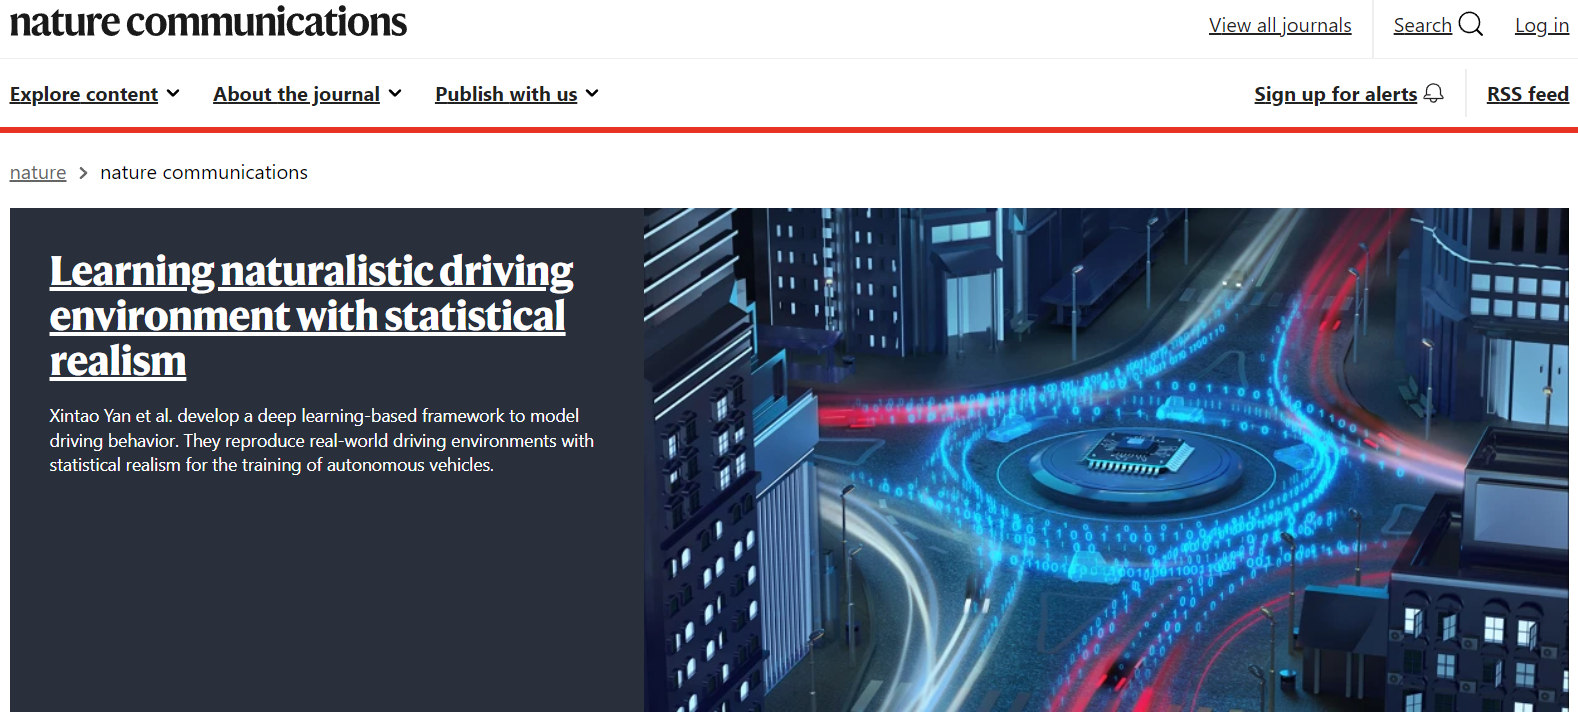 nature communications
View all journals
Search
Log in
Explore content
About the journal
Publish with us
Sign up for alerts
RSS feed
nature > nature communications
Learning naturalistic driving
environment with statistical
realism
Xintao Yan et al. develop a deep learning-based framework to model
driving behavior. They reproduce real-world driving environments with
statistical realism for the training of autonomous vehicles.